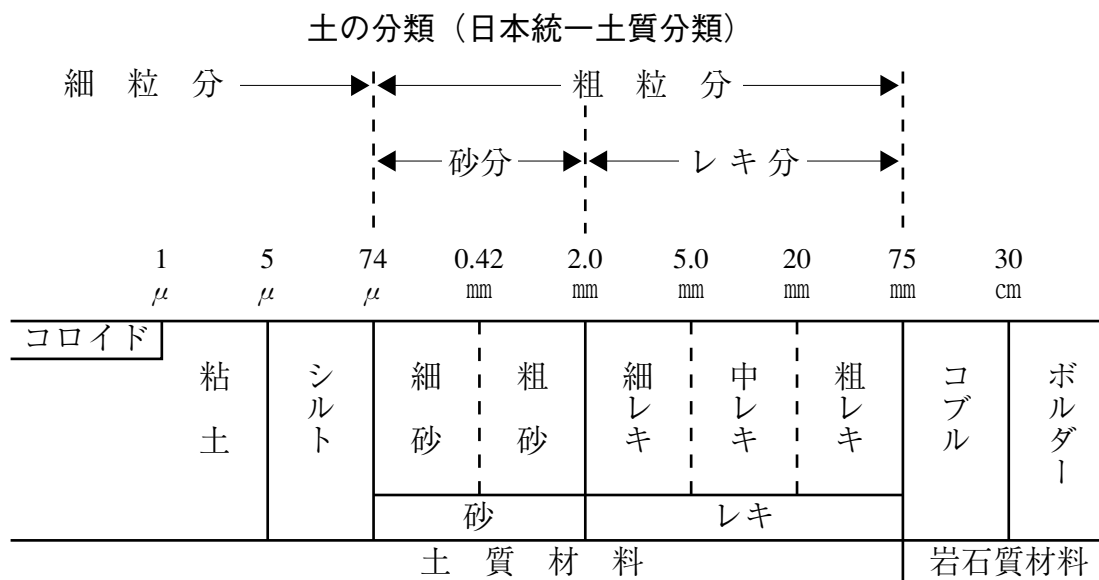 土の分類（日本統一土質分類）
細粒分 粗粒分
砂分 レキ分
1 5 74 0.42 2.0 5.0 20 75 30
μ μ μ mm mm mm mm mm cm
コロイド
粘土 シルト 細砂 粗砂 細レキ 中レキ 粗レキ コブル ボルダー
砂 レキ
土質材料 岩石質材料